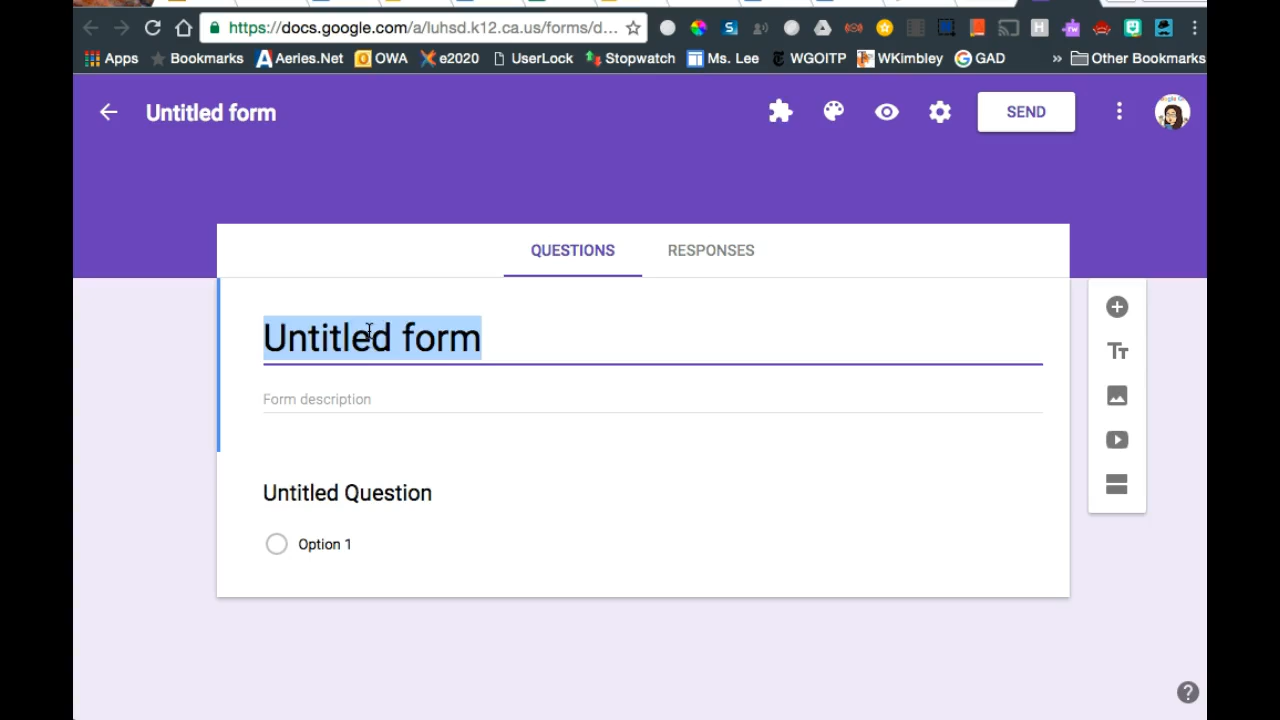 https://docs.google.com/a/luhsd.k12.ca.us/forms/d...
Apps Bookmarks Aeries.Net OWA e2020 UserLock Stopwatch Ms. Lee WGOITP WKimbley GAD » Other Bookmarks
Untitled form
SEND
QUESTIONS RESPONSES
Untitled form
Form description
Untitled Question
Option 1